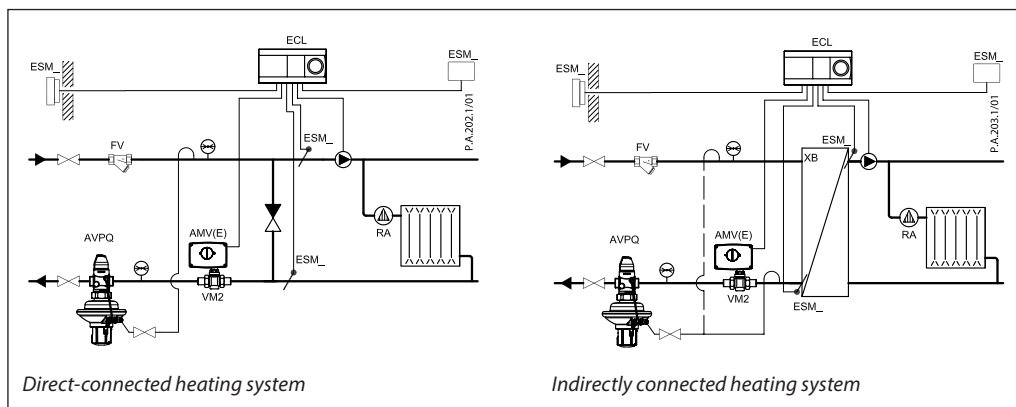 ECL
ESM_
ESM_
P.A.202.1/01
ESM_
FV
AVPQ
AMV(E)
RA
ESM_
VM2
Direct-connected heating system
ECL
ESM_
ESM_
P.A.203.1/01
ESM_
FV
XB
AVPQ
AMV(E)
RA
VM2
ESM_
Indirectly connected heating system